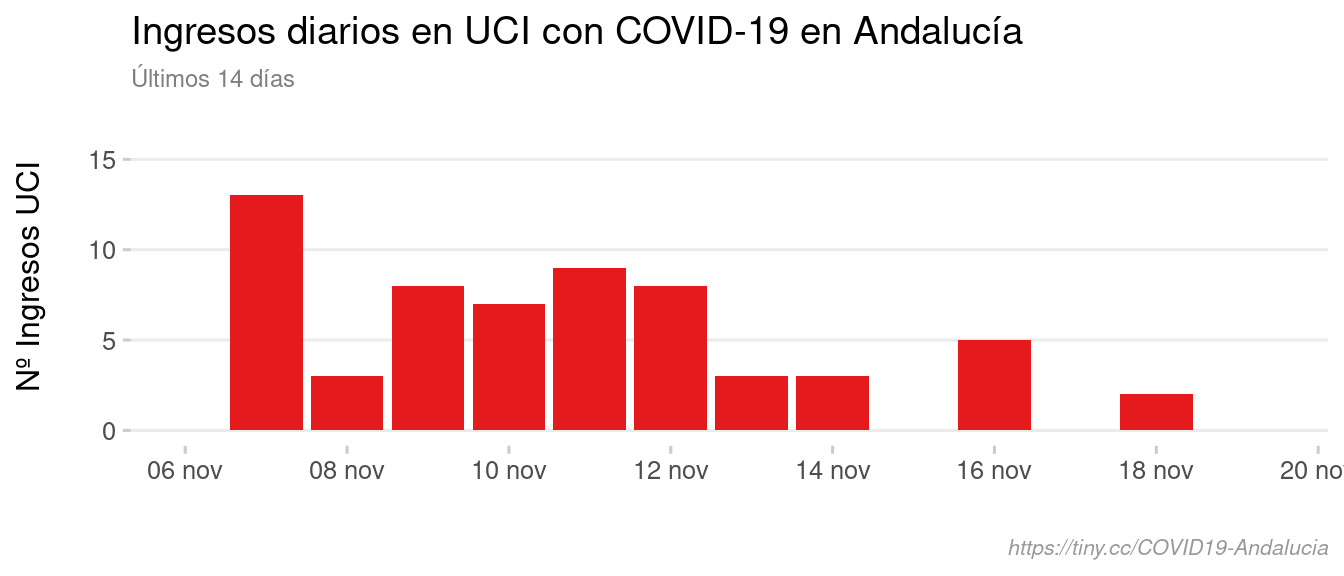 Ingresos diarios en UCI con COVID-19 en Andalucía
Últimos 14 días
Nº Ingresos UCI
15
10
5
0
06 nov
08 nov
10 nov
12 nov
14 nov
16 nov
18 nov
20 no
https://tiny.cc/COVID19-Andalucia